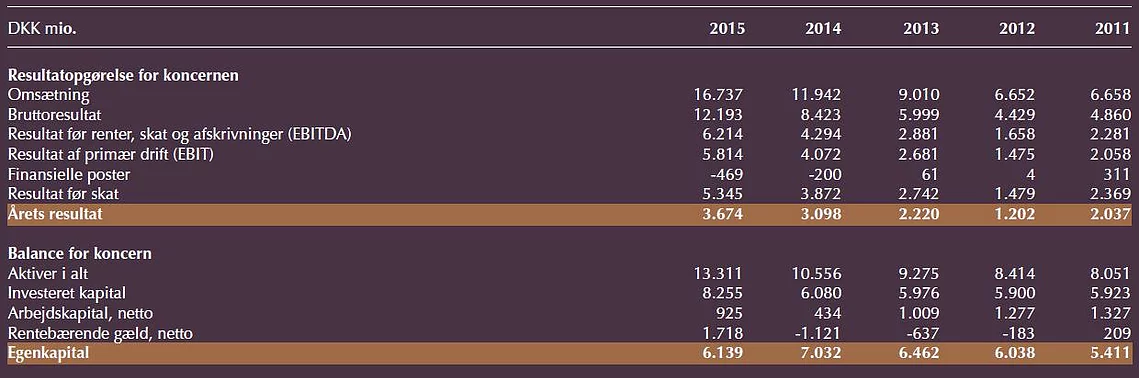 DKK mio. 2015 2014 2013 2012 2011
Resultatopgørelse for koncernen
Omsætning 16.737 11.942 9.010 6.652 6.658
Bruttoresultat 12.193 8.423 5.999 4.429 4.860
Resultat før renter, skat og afskrivninger (EBITDA) 6.214 4.294 2.881 1.658 2.281
Resultat af primær drift (EBIT) 5.814 4.072 2.681 1.475 2.058
Finansielle poster -469 -200 61 4 311
Resultat før skat 5.345 3.872 2.742 1.479 2.369
Årets resultat 3.674 3.098 2.220 1.202 2.037
Balance for koncern
Aktiver i alt 13.311 10.556 9.275 8.414 8.051
Investeret kapital 8.255 6.080 5.976 5.900 5.923
Arbejdskapital, netto 925 434 1.009 1.277 1.327
Rentebærende gæld, netto 1.718 -1.121 -637 -183 209
Egenkapital 6.139 7.032 6.462 6.038 5.411